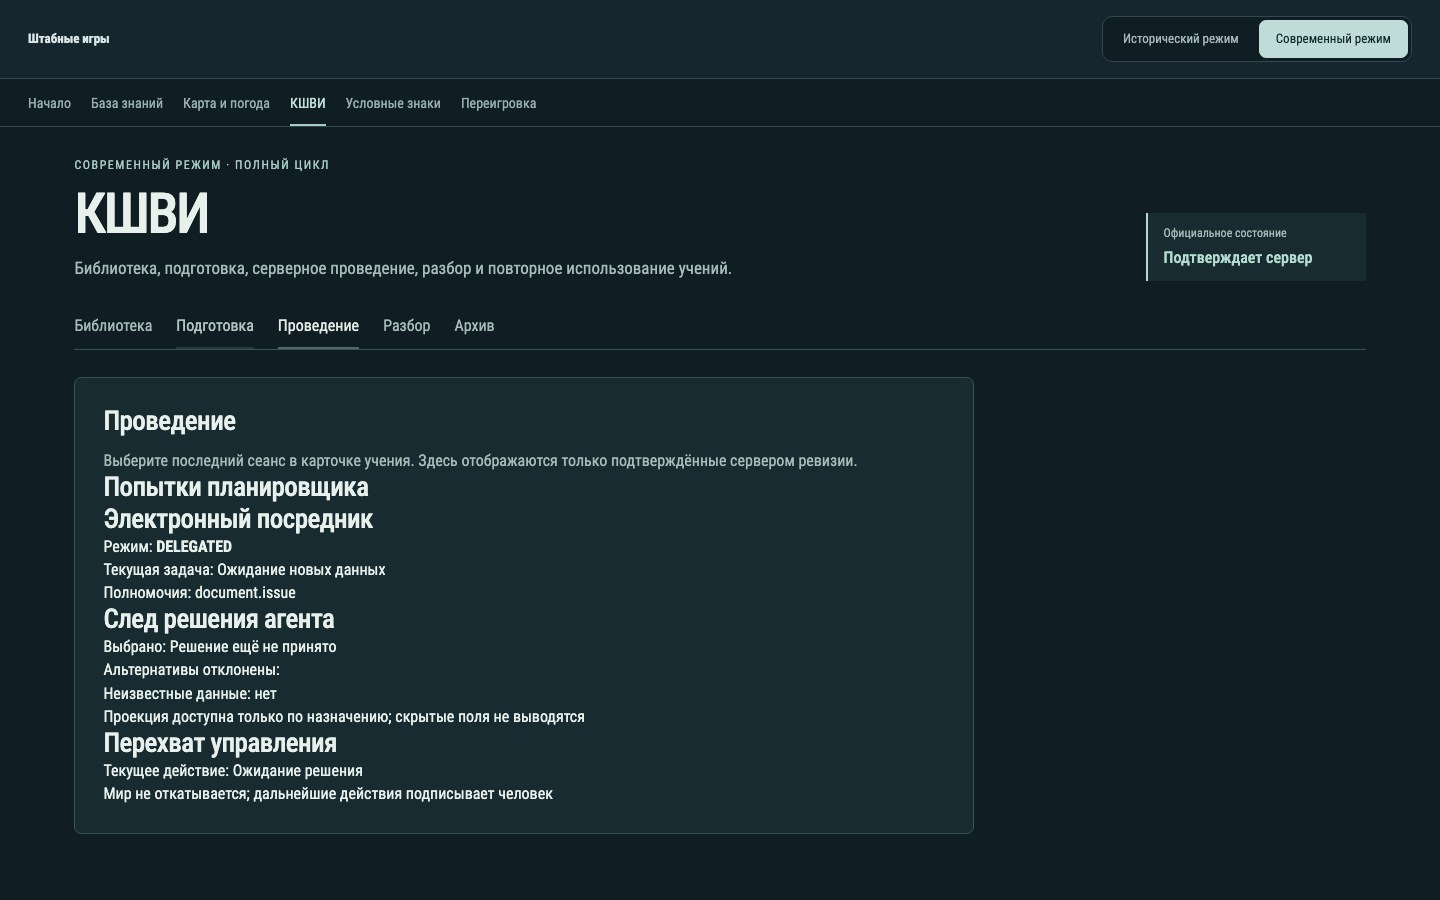 Штабные игры
Исторический режим
Современный режим
Начало
База знаний
Карта и погода
КШВИ
Условные знаки
Переигровка
СОВРЕМЕННЫЙ РЕЖИМ · ПОЛНЫЙ ЦИКЛ
КШВИ
Библиотека, подготовка, серверное проведение, разбор и повторное использование учений.
Официальное состояние
Подтверждает сервер
Библиотека
Подготовка
Проведение
Разбор
Архив
Проведение
Выберите последний сеанс в карточке учения. Здесь отображаются только подтверждённые сервером ревизии.
Попытки планировщика
Электронный посредник
Режим: DELEGATED
Текущая задача: Ожидание новых данных
Полномочия: document.issue
След решения агента
Выбрано: Решение ещё не принято
Альтернативы отклонены:
Неизвестные данные: нет
Проекция доступна только по назначению; скрытые поля не выводятся
Перехват управления
Текущее действие: Ожидание решения
Мир не откатывается; дальнейшие действия подписывает человек